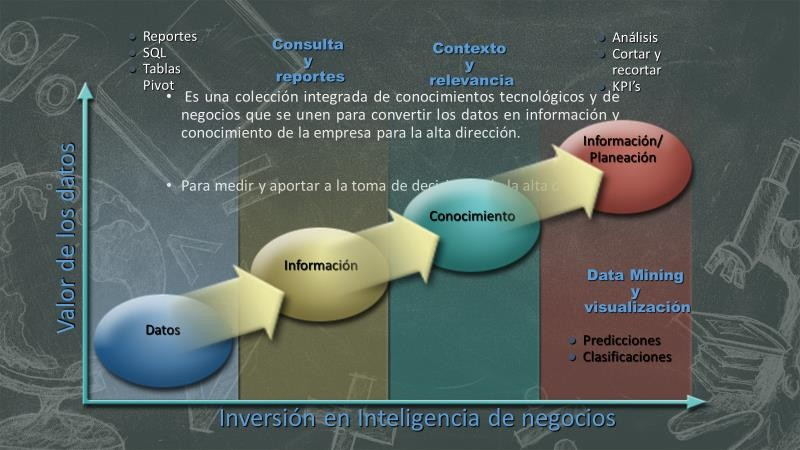 Reportes
SQL
Tablas
Pivot
Consulta
y
reportes
Contexto
y
relevancia
Análisis
Cortar y
recortar
KPI's
Es una colección integrada de conocimientos tecnológicos y de
negocios que se unen para convertir los datos en información y
conocimiento de la empresa para la alta dirección.
Para medir y aportar a la toma de la alta
Información/
Planeación
Conocimiento
Información
Datos
Valor de los datos
Data Mining
y
visualización
Predicciones
Clasificaciones
Inversión en Inteligencia de negocios